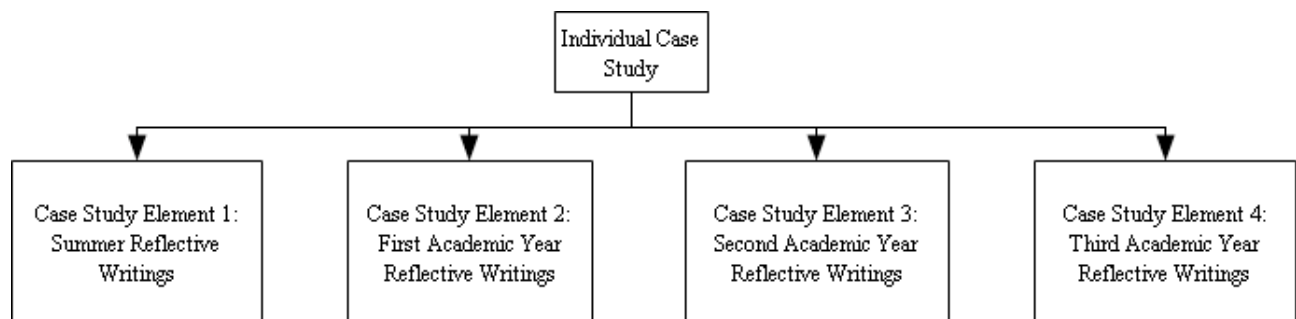 Individual Case
Study
Case Study Element 1:
Summer Reflective
Writings
Case Study Element 2:
First Academic Year
Reflective Writings
Case Study Element 3:
Second Academic Year
Reflective Writings
Case Study Element 4:
Third Academic Year
Reflective Writings